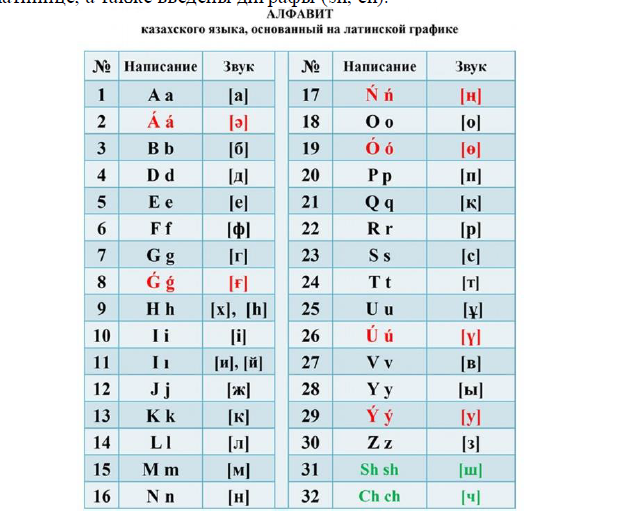 латинице, а также введены диграфы (sh, ch).
АЛФАВИТ
казахского языка, основанный на латинской графике
№ Написание Звук № Написание Звук
1 A a [а] 17 Ń ń [ң]
2 Á á [ә] 18 O o [о]
3 B b [б] 19 Ó ó [ө]
4 D d [д] 20 P p [п]
5 E e [е] 21 Q q [қ]
6 F f [ф] 22 R r [р]
7 G g [г] 23 S s [с]
8 Ǵ ǵ [ғ] 24 T t [т]
9 H h [х], [h] 25 U u [ұ]
10 I i [і] 26 Ú ú [ү]
11 I ı [и], [й] 27 V v [в]
12 J j [ж] 28 Y y [ы]
13 K k [к] 29 Ý ý [у]
14 L l [л] 30 Z z [з]
15 M m [м] 31 Sh sh [ш]
16 N n [н] 32 Ch ch [ч]